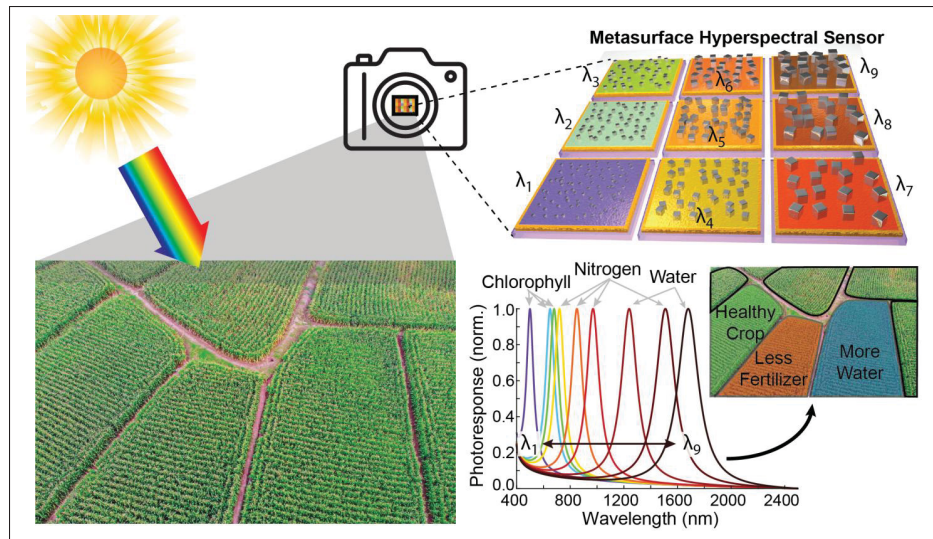 Metasurface Hyperspectral Sensor
λ3
λ6
λ9
λ2
λ5
λ8
λ1
λ4
λ7
Chlorophyll
Nitrogen
Water
Photoresponse (norm.)
1.0
0.8
0.6
0.4
0.2
0.0
λ1
λ9
400
800
1200
1600
2000
2400
Wavelength (nm)
Healthy
Crop
Less
Fertilizer
More
Water